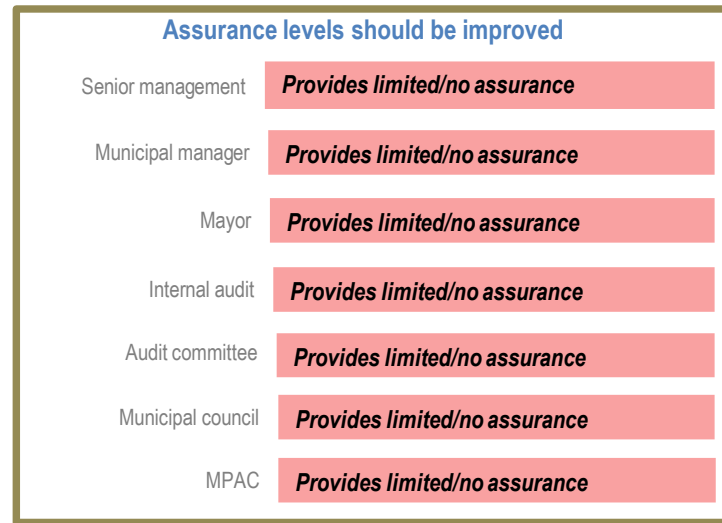 Assurance levels should be improved
Senior management Provides limited/no assurance
Municipal manager Provides limited/no assurance
Mayor Provides limited/no assurance
Internal audit Provides limited/no assurance
Audit committee Provides limited/no assurance
Municipal council Provides limited/no assurance
MPAC Provides limited/no assurance